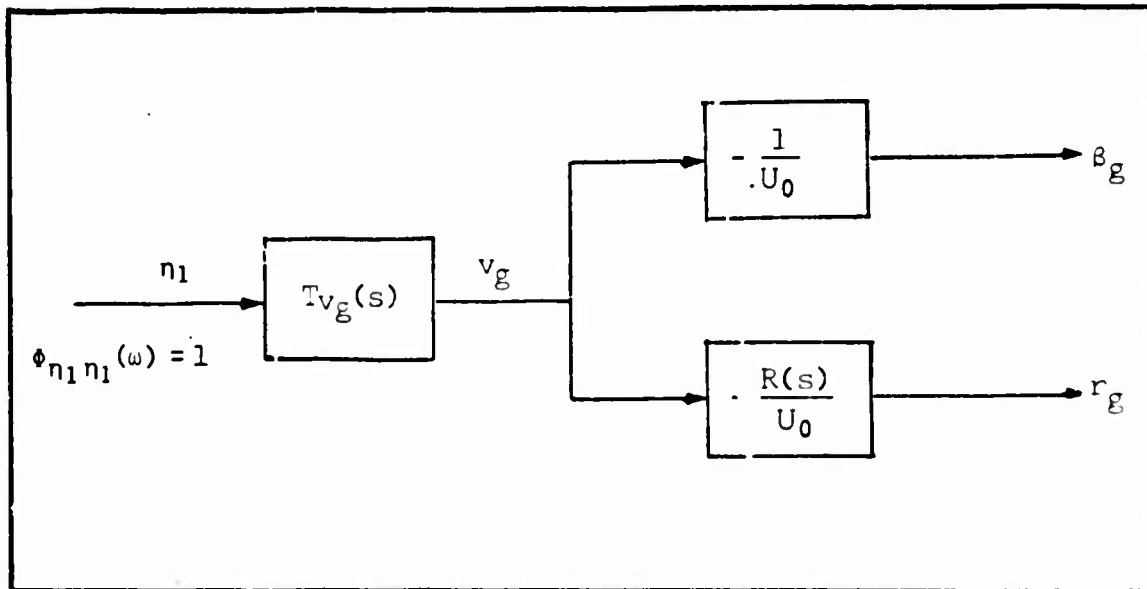 - 1
U₀
βg
η₁
Tvg(s)
vg
Φη₁η₁(ω) = 1
- R(s)
U₀
rg